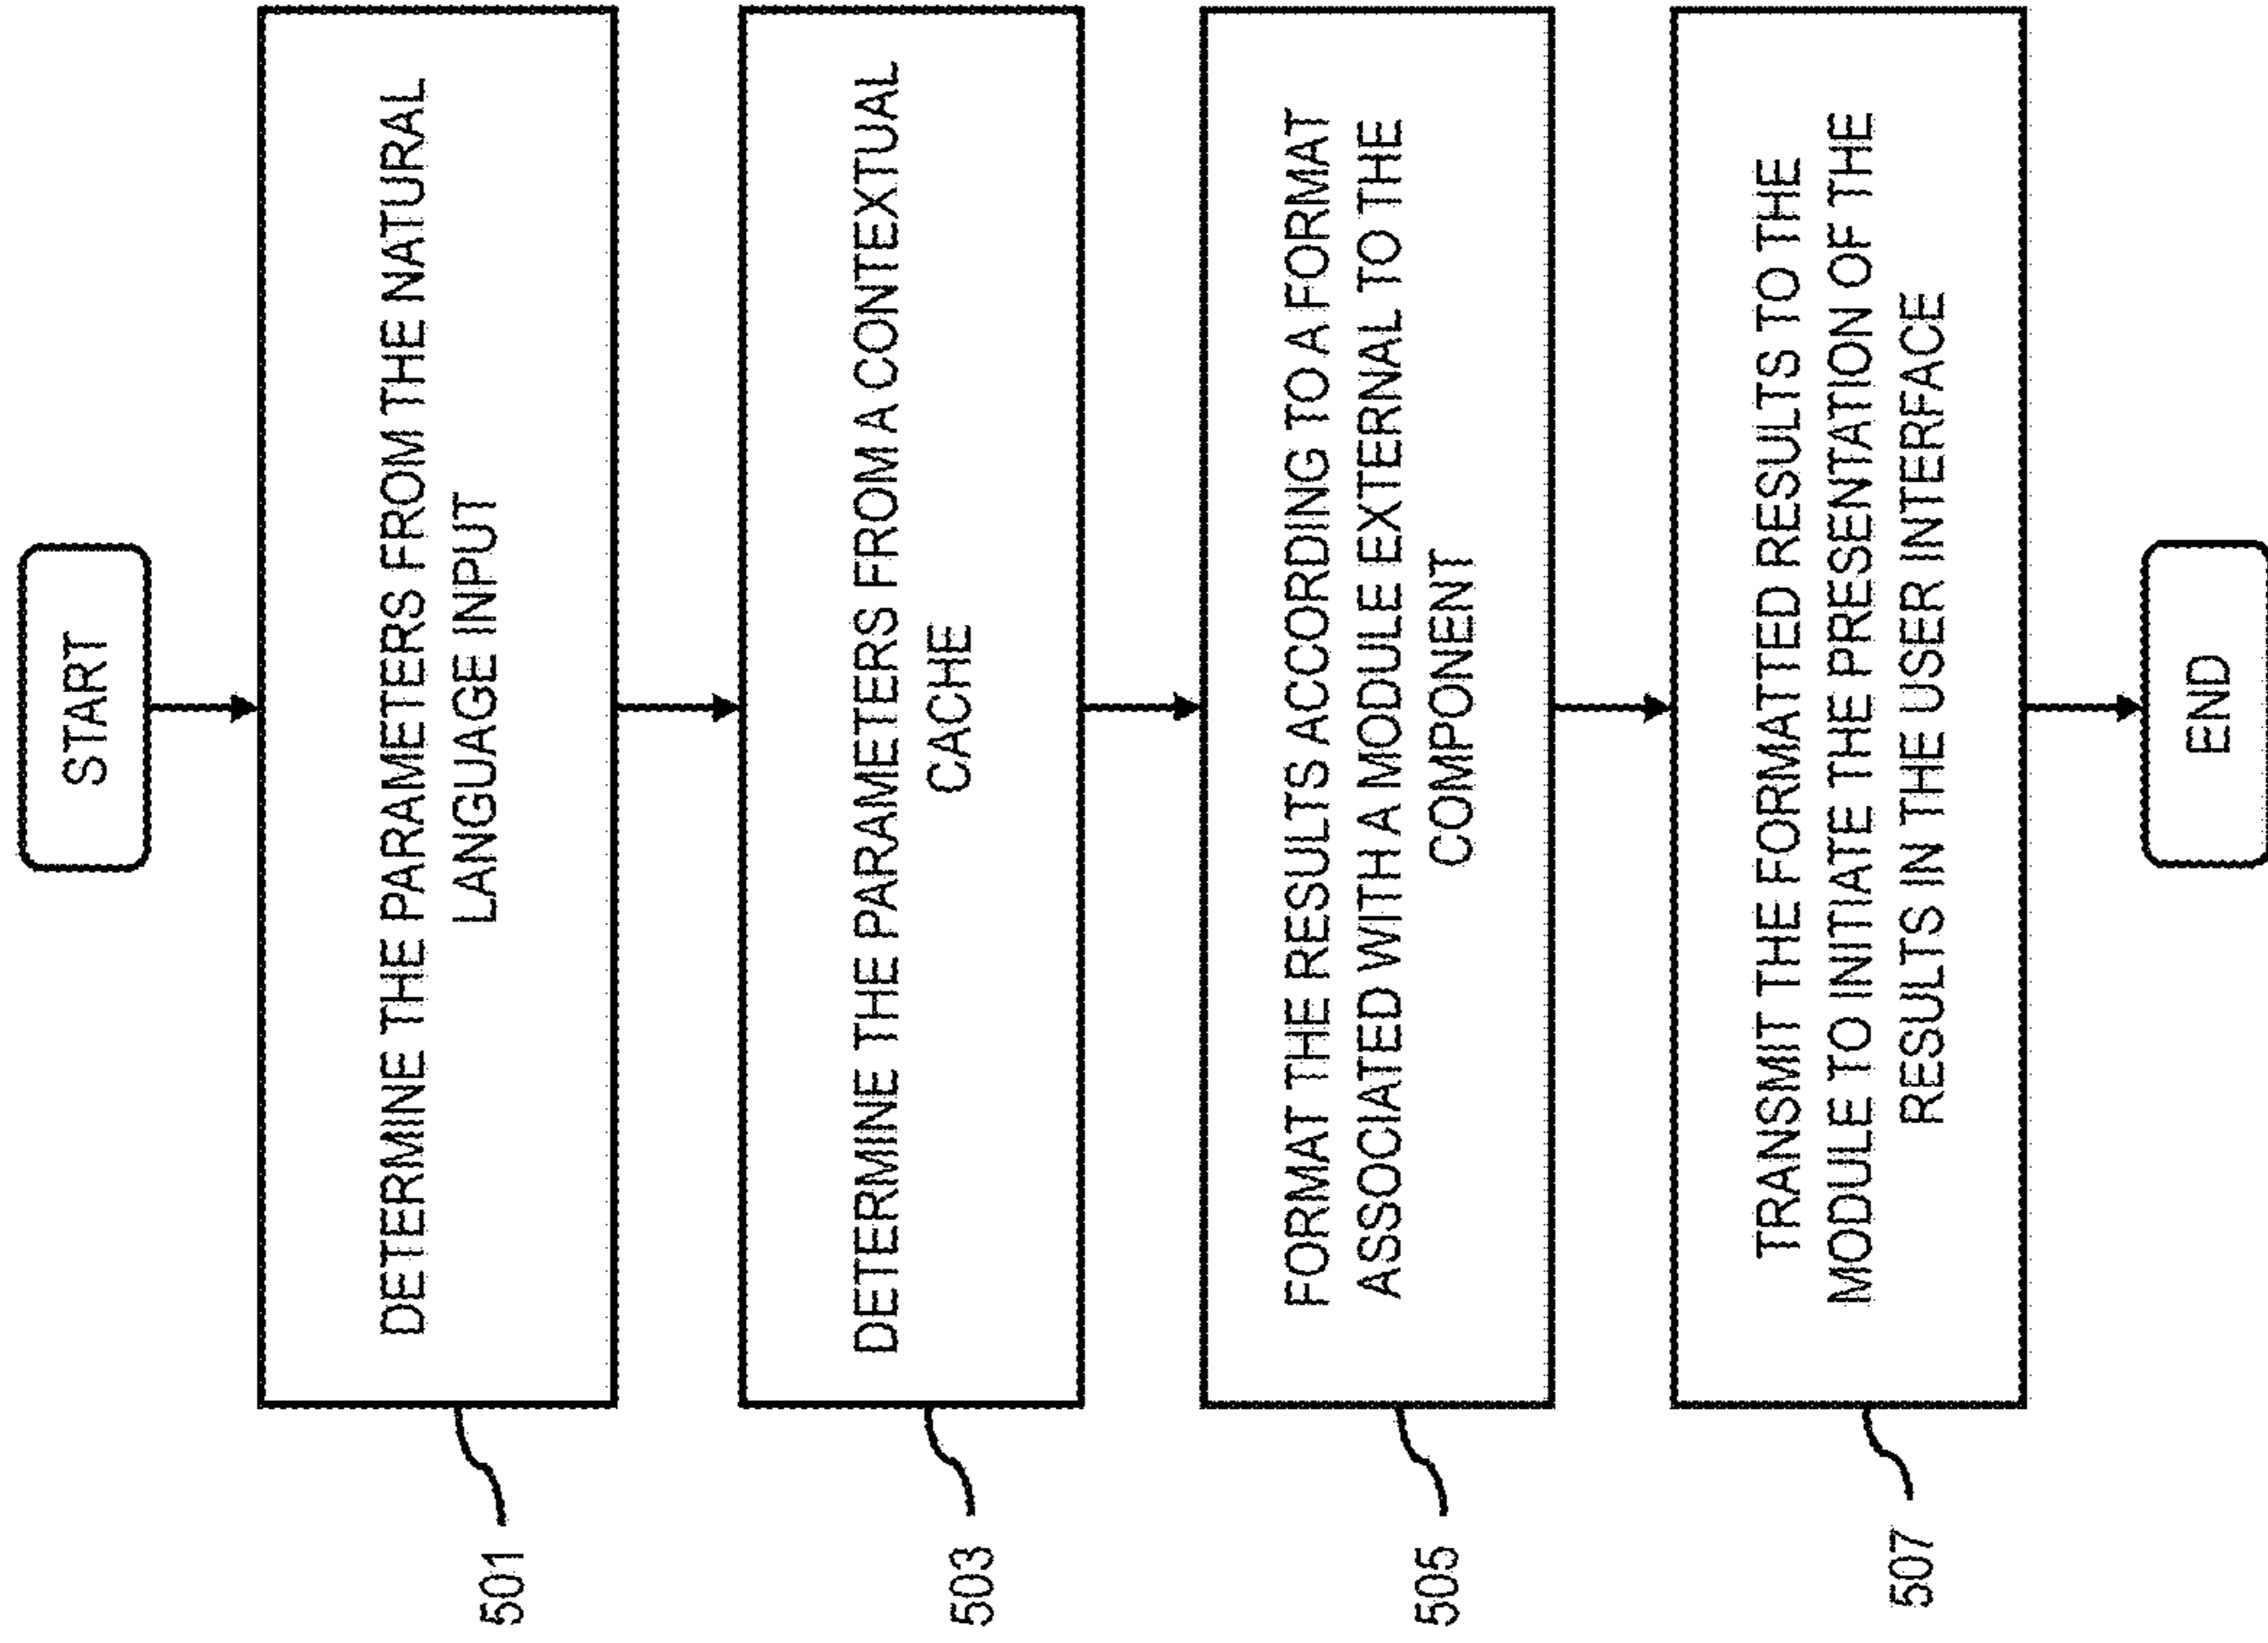 START
DETERMINE THE PARAMETERS FROM THE NATURAL
LANGUAGE INPUT
501
DETERMINE THE PARAMETERS FROM A CONTEXTUAL
CACHE
503
FORMAT THE RESULTS ACCORDING TO A FORMAT
ASSOCIATED WITH A MODULE EXTERNAL TO THE
COMPONENT
505
TRANSMIT THE FORMATTED RESULTS TO THE
MODULE TO INITIATE THE PRESENTATION OF THE
RESULTS IN THE USER INTERFACE
507
END